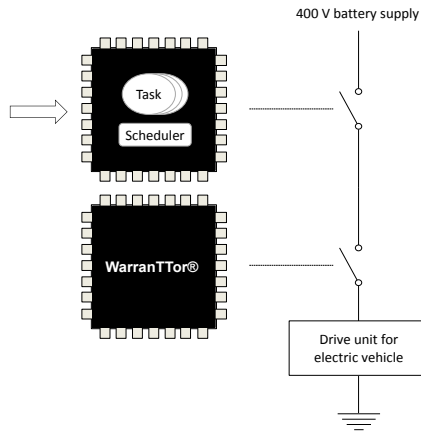 400 V battery supply
Task
Scheduler
WarranTTor®
Drive unit for
electric vehicle